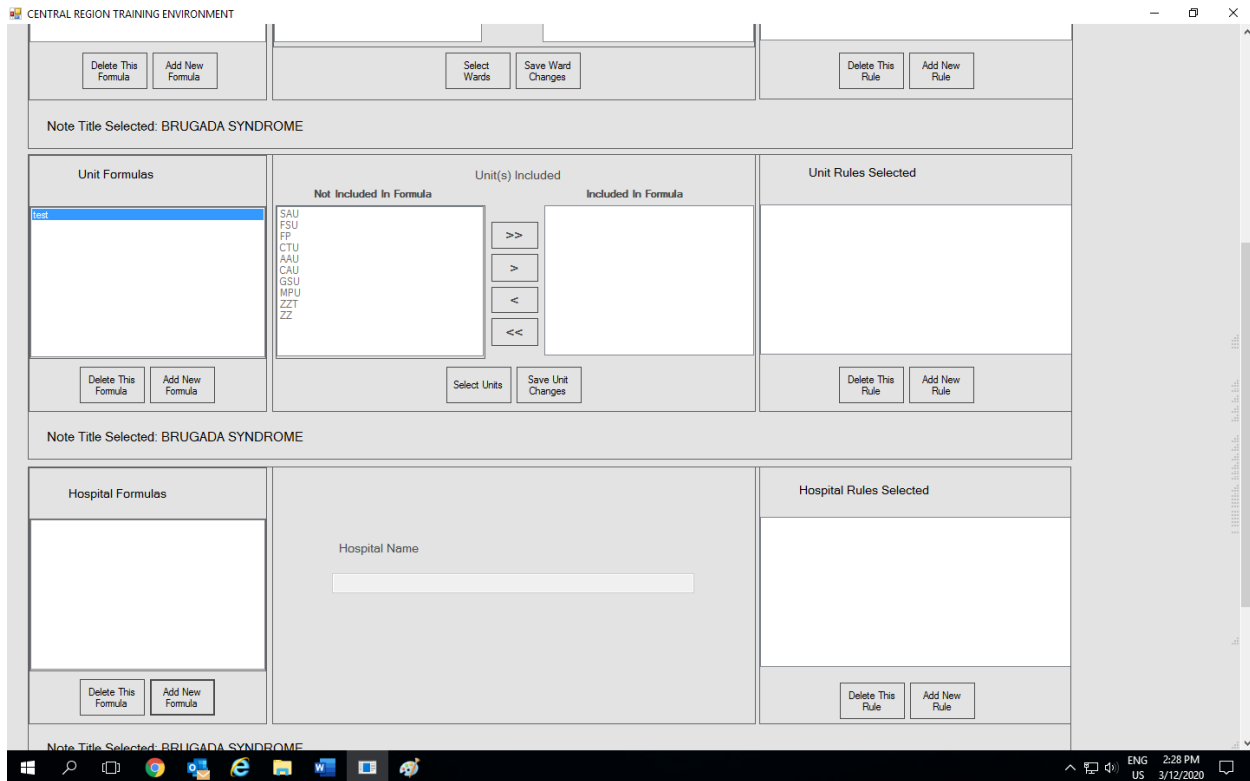 CENTRAL REGION TRAINING ENVIRONMENT
Delete This
Formula
Add New
Formula
Select
Wards
Save Ward
Changes
Delete This
Rule
Add New
Rule
Note Title Selected: BRUGADA SYNDROME
Unit Formulas
test
Delete This
Formula
Add New
Formula
Unit(s) Included
Not Included In Formula
Included In Formula
SAU
FSU
FP
CTU
AAU
CAU
GSU
MPU
ZZT
ZZ
>>
>
<
<<
Select Units
Save Unit
Changes
Unit Rules Selected
Delete This
Rule
Add New
Rule
Note Title Selected: BRUGADA SYNDROME
Hospital Formulas
Delete This
Formula
Add New
Formula
Hospital Name
Hospital Rules Selected
Delete This
Rule
Add New
Rule
Note Title Selected: BRUGADA SYNDROME
ENG
US
2:28 PM
3/12/2020